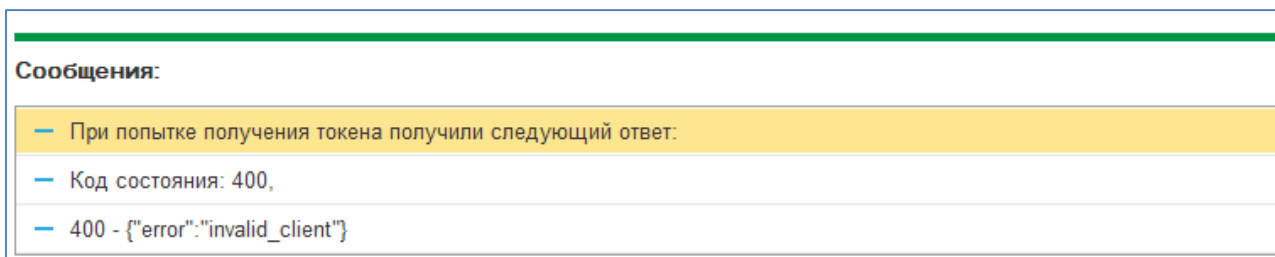 Сообщения:
При попытке получения токена получили следующий ответ:
Код состояния: 400,
400 - {"error":"invalid_client"}